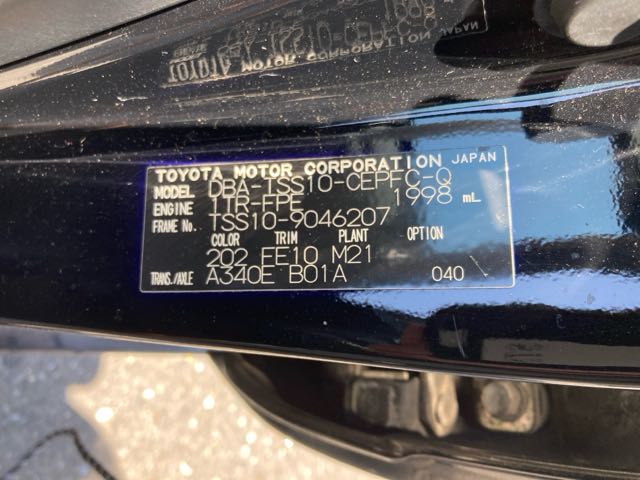 TOYOTA MOTOR CORPORATION JAPAN
MODEL DBA-TSS10-CEPFC-Q
ENGINE 1TR-FPE 1998 mL
FRAME No. TSS10-9046207
COLOR TRIM PLANT OPTION
202 FE10 M21
TRANS./AXLE A340E B01A 040